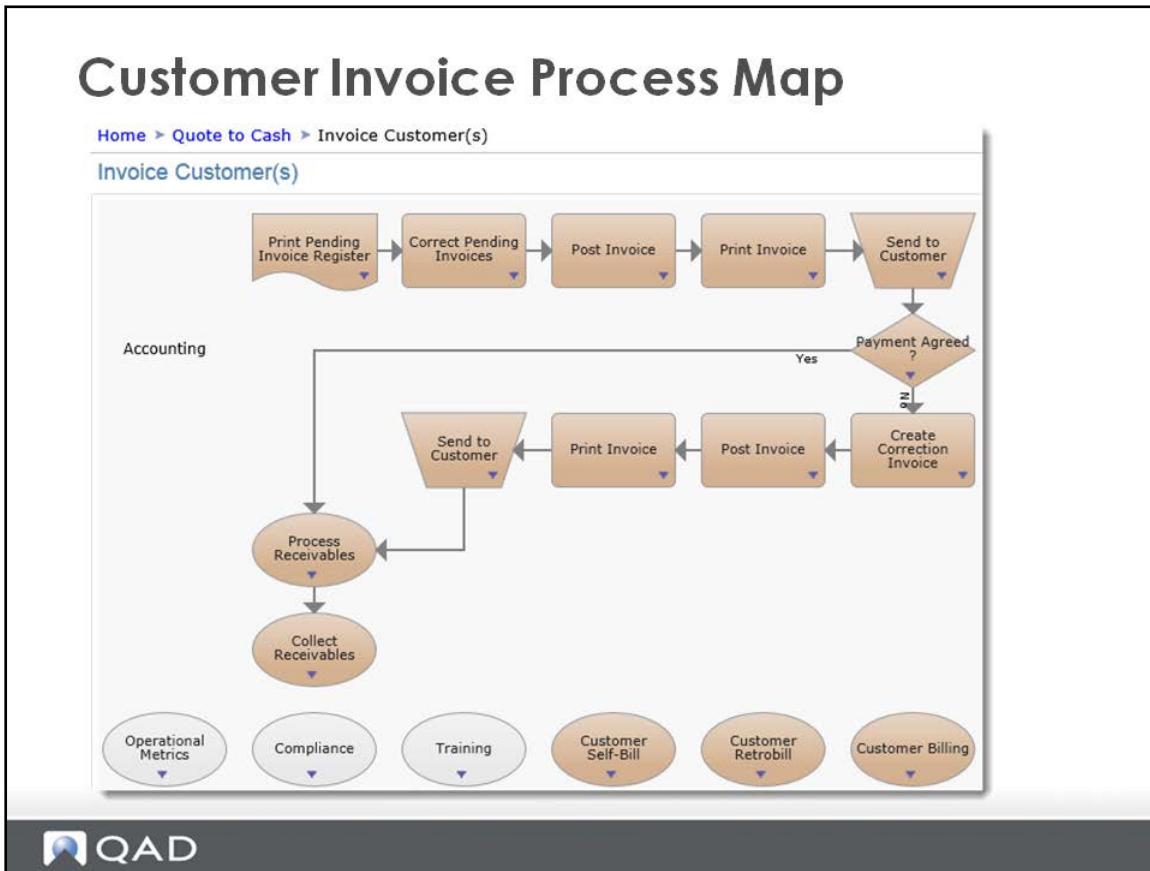 Customer Invoice Process Map
Home > Quote to Cash > Invoice Customer(s)
Invoice Customer(s)
Print Pending
Invoice Register
Correct Pending
Invoices
Post Invoice
Print Invoice
Send to
Customer
Accounting
Payment Agreed
?
Yes
No
Create
Correction
Invoice
Post Invoice
Print Invoice
Send to
Customer
Process
Receivables
Collect
Receivables
Operational
Metrics
Compliance
Training
Customer
Self-Bill
Customer
Retrobill
Customer Billing
QAD